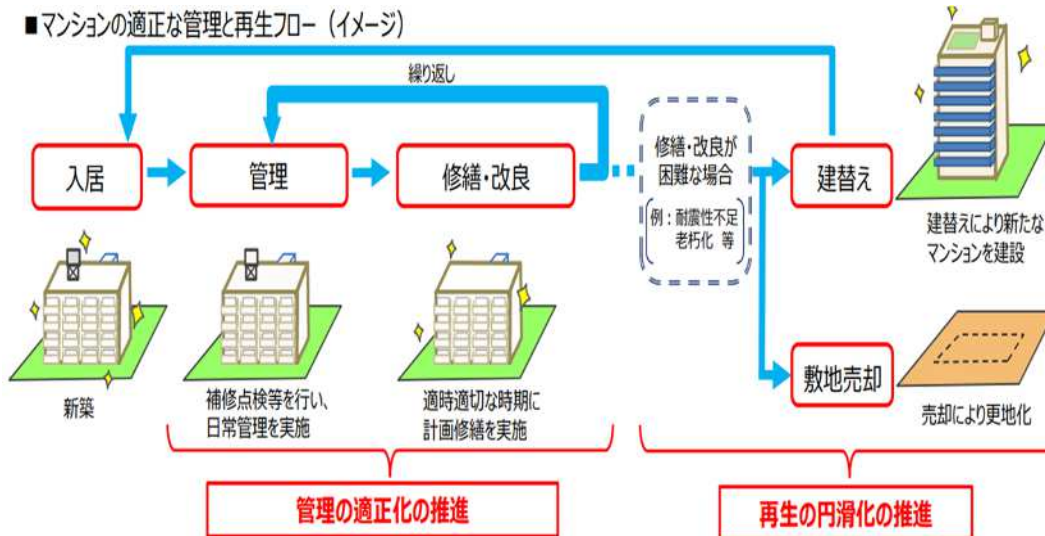 ■マンションの適正な管理と再生フロー（イメージ）
繰り返し
入居
管理
修繕・改良
修繕・改良が
困難な場合
例：耐震性不足
老朽化 等
建替え
建替えにより新たな
マンションを建設
敷地売却
売却により更地化
新築
補修点検等を行い、
日常管理を実施
適時適切な時期に
計画修繕を実施
管理の適正化の推進
再生の円滑化の推進